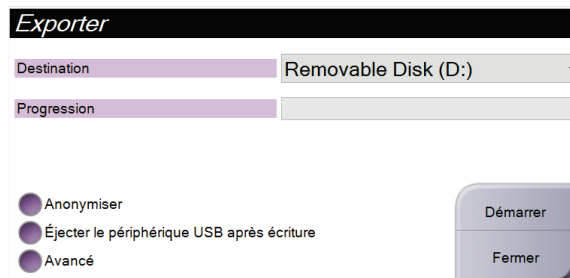 Exporter
Destination
Removable Disk (D:)
Progression
Anonymiser
Éjecter le périphérique USB après écriture
Avancé
Démarrer
Fermer